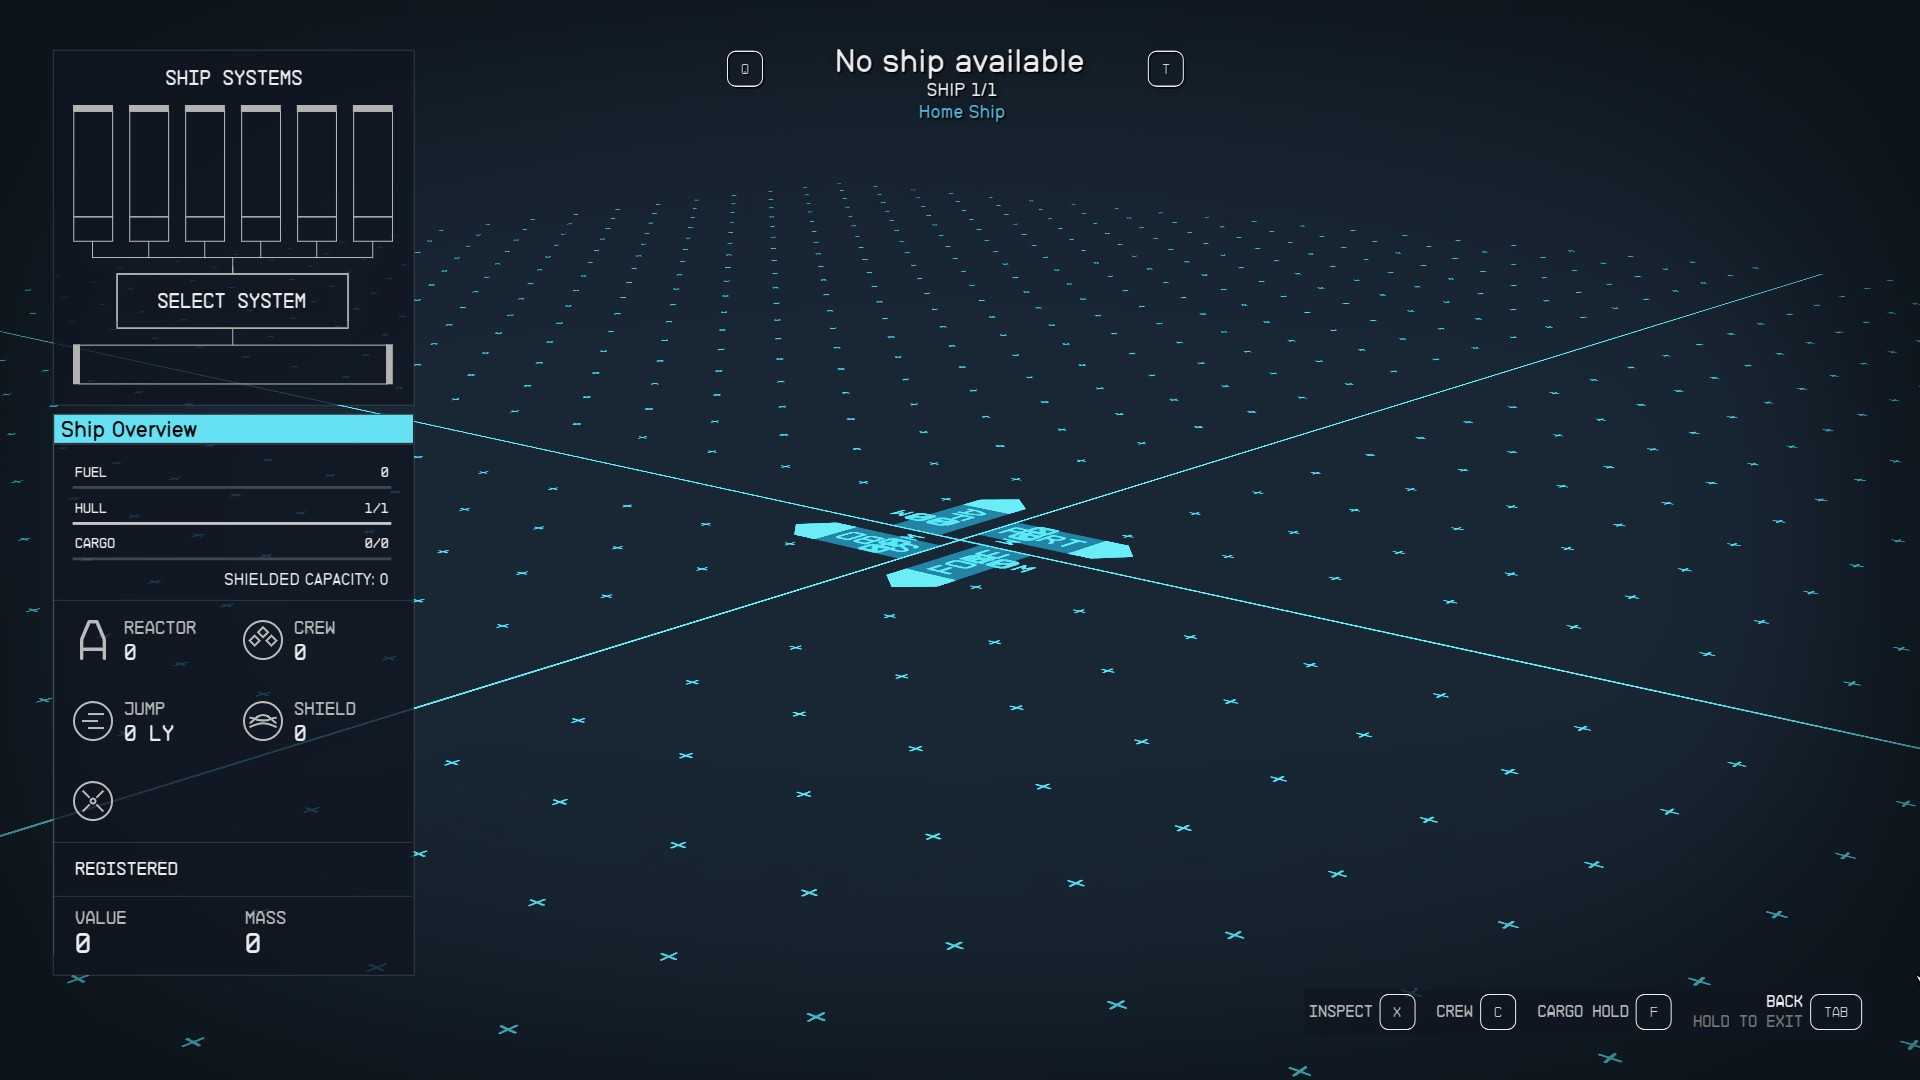 SHIP SYSTEMS
SELECT SYSTEM
Q
No ship available
SHIP 1/1
Home Ship
T
Ship Overview
FUEL 0
HULL 1/1
CARGO 0/0
SHIELDED CAPACITY: 0
REACTOR
0
CREW
0
JUMP
0 LY
SHIELD
0
REGISTERED
VALUE
0
MASS
0
PORT
INSPECT X
CREW C
CARGO HOLD F
BACK
HOLD TO EXIT
TAB